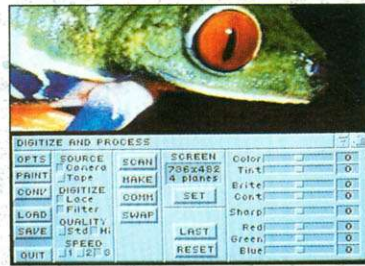 DIGITIZE AND PROCESS
OPTS
PAINT
CONV
LOAD
SAVE
QUIT
SOURCE
Camera
Tape
DIGITIZE
Lace
Filter
QUALITY
Std Hi
SPEED
1 2
SCAN
MAKE
COMM
SWAP
SCREEN
736x482
4 planes
SET
LAST
RESET
Color 0
Tint 0
Brite 0
Cont 0
Sharp 0
Red 0
Green 0
Blue 0